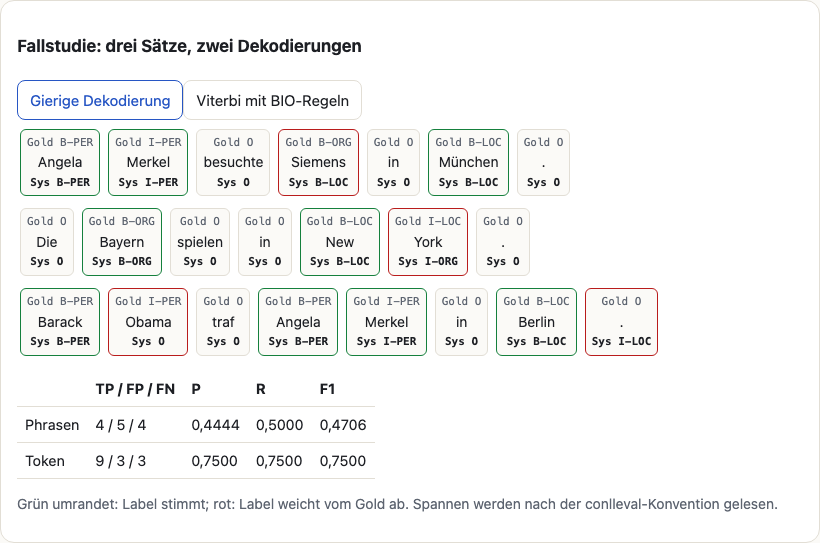 Fallstudie: drei Sätze, zwei Dekodierungen
Gierige Dekodierung Viterbi mit BIO-Regeln
Gold B-PER Gold I-PER Gold O Gold B-ORG Gold O Gold B-LOC Gold O
Angela Merkel besuchte Siemens in München .
Sys B-PER Sys I-PER Sys O Sys B-LOC Sys O Sys B-LOC Sys O
Gold O Gold B-ORG Gold O Gold O Gold B-LOC Gold I-LOC Gold O
Die Bayern spielen in New York .
Sys O Sys B-ORG Sys O Sys O Sys B-LOC Sys I-ORG Sys O
Gold B-PER Gold I-PER Gold O Gold B-PER Gold I-PER Gold O Gold B-LOC Gold O
Barack Obama traf Angela Merkel in Berlin .
Sys B-PER Sys O Sys O Sys B-PER Sys I-PER Sys O Sys B-LOC Sys I-LOC
TP / FP / FN P R F1
Phrasen 4 / 5 / 4 0,4444 0,5000 0,4706
Token 9 / 3 / 3 0,7500 0,7500 0,7500
Grün umrandet: Label stimmt; rot: Label weicht vom Gold ab. Spannen werden nach der conlleval-Konvention gelesen.